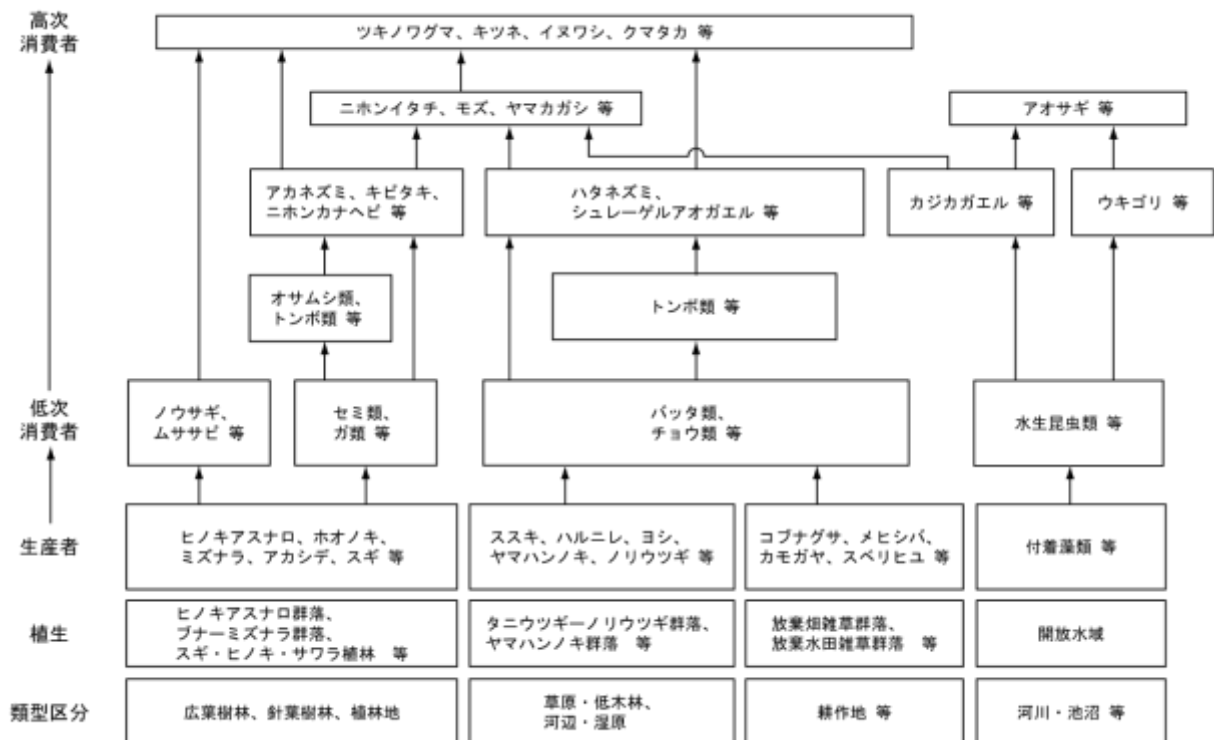 高次
消費者
ツキノワグマ、キツネ、イヌワシ、クマタカ 等
ニホンイタチ、モズ、ヤマカガシ 等
アオサギ 等
アカネズミ、キビタキ、
ニホンカナヘビ 等
ハタネズミ、
シュレーゲルアオガエル 等
カジカガエル 等
ウキゴリ 等
オサムシ類、
トンボ類 等
トンボ類 等
低次
消費者
ノウサギ、
ムササビ 等
セミ類、
ガ類 等
バッタ類、
チョウ類 等
水生昆虫類 等
生産者
ヒノキアスナロ、ホオノキ、
ミズナラ、アカシデ、スギ 等
ススキ、ハルニレ、ヨシ、
ヤマハンノキ、ノリウツギ 等
コブナグサ、メヒシバ、
カモガヤ、スベリヒユ 等
付着藻類 等
植生
ヒノキアスナロ群落、
ブナーミズナラ群落、
スギ・ヒノキ・サワラ植林 等
タニウツギーノリウツギ群落、
ヤマハンノキ群落 等
放棄畑雑草群落、
放棄水田雑草群落 等
開放水域
類型区分
広葉樹林、針葉樹林、植林地
草原・低木林、
河辺・湿原
耕作地 等
河川・池沼 等